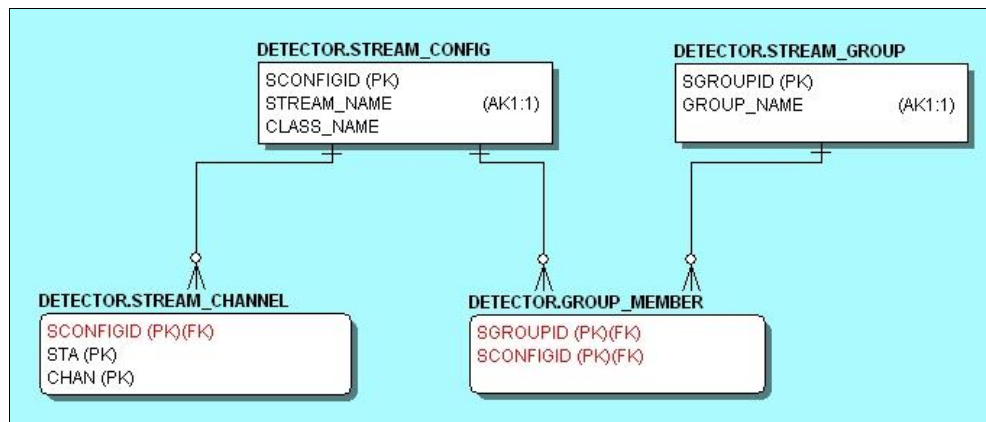 DETECTOR.STREAM_CONFIG
SCONFIGID (PK)
STREAM_NAME (AK1:1)
CLASS_NAME
DETECTOR.STREAM_GROUP
SGROUPID (PK)
GROUP_NAME (AK1:1)
DETECTOR.STREAM_CHANNEL
SCONFIGID (PK)(FK)
STA (PK)
CHAN (PK)
DETECTOR.GROUP_MEMBER
SGROUPID (PK)(FK)
SCONFIGID (PK)(FK)